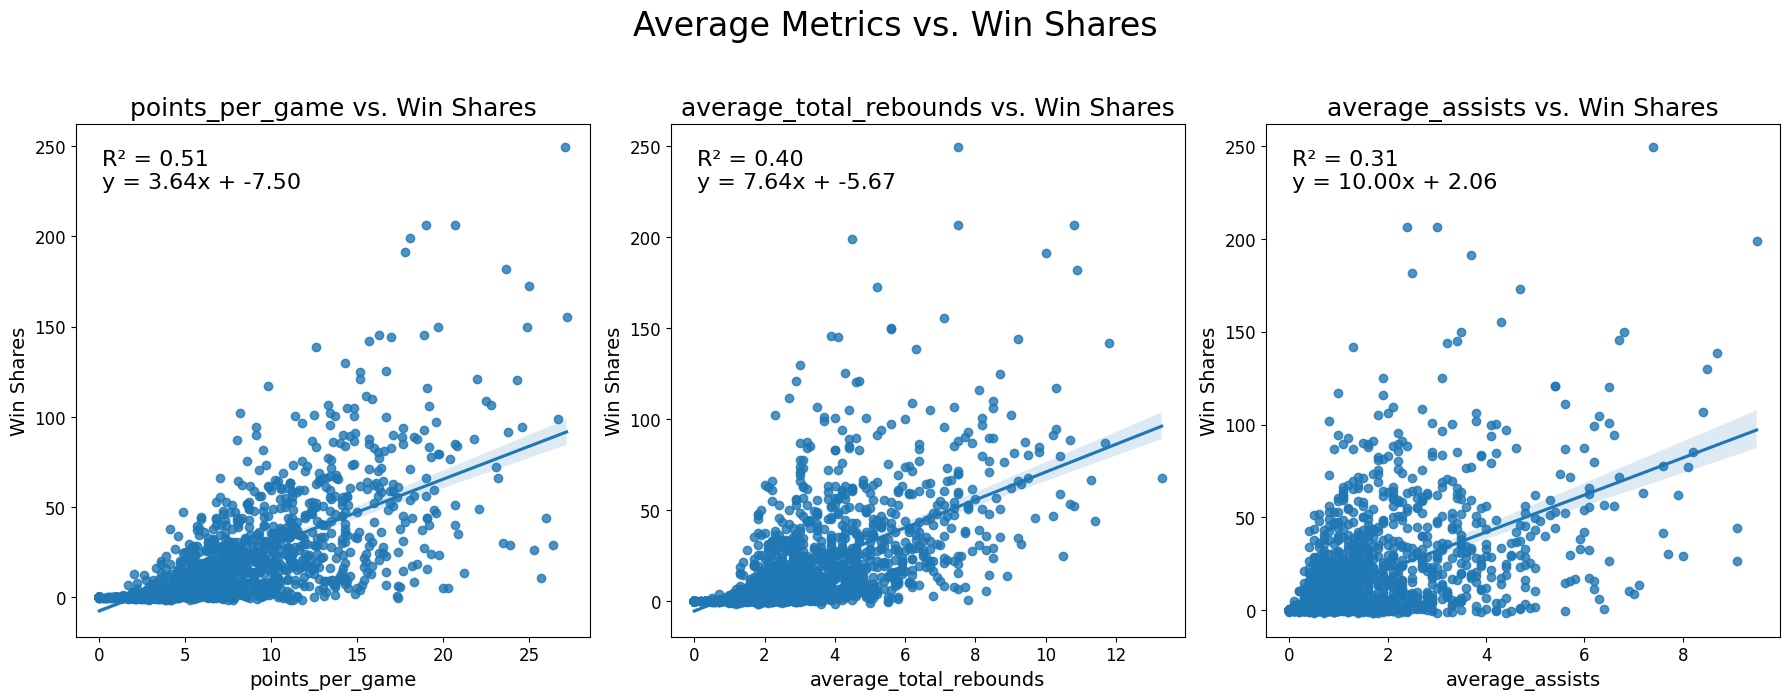 Average Metrics vs. Win Shares
points_per_game vs. Win Shares
R² = 0.51
y = 3.64x + -7.50
Win Shares
250
200
150
100
50
0
0 5 10 15 20 25
points_per_game
average_total_rebounds vs. Win Shares
R² = 0.40
y = 7.64x + -5.67
Win Shares
250
200
150
100
50
0
0 2 4 6 8 10 12
average_total_rebounds
average_assists vs. Win Shares
R² = 0.31
y = 10.00x + 2.06
Win Shares
250
200
150
100
50
0
0 2 4 6 8
average_assists